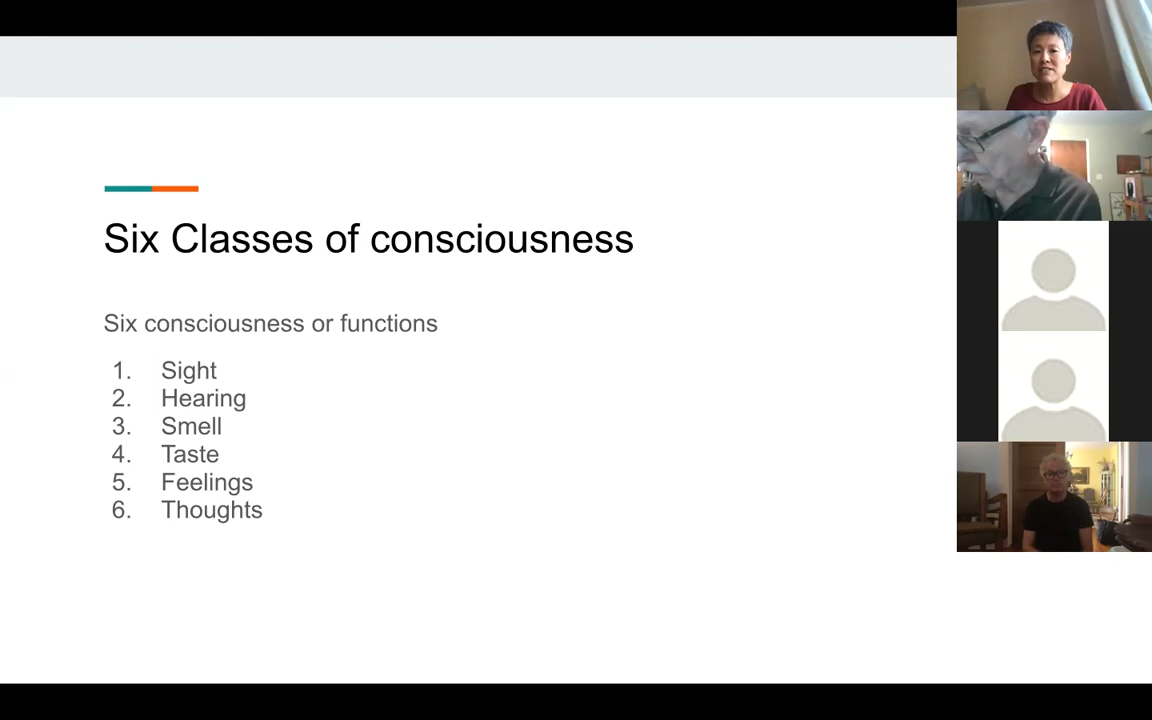 Six Classes of consciousness
Six consciousness or functions
1. Sight
2. Hearing
3. Smell
4. Taste
5. Feelings
6. Thoughts